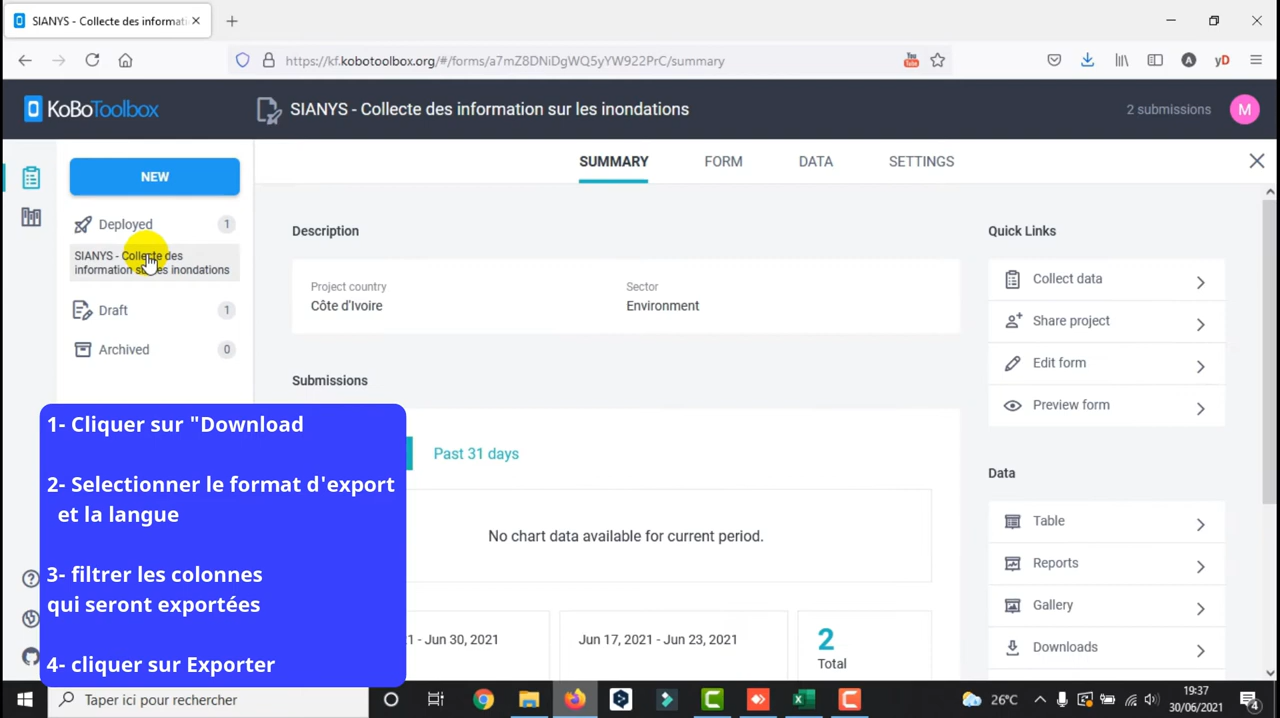 SIANYS - Collecte des informati
https://kf.kobotoolbox.org/#/forms/a7mZ8DNiDgWQ5yYW922PrC/summary
You Tube
A
yD
KoBoToolbox
SIANYS - Collecte des information sur les inondations
2 submissions
M
NEW
SUMMARY
FORM
DATA
SETTINGS
Deployed
1
SIANYS - Collecte des
information sur les inondations
Draft
1
Archived
0
Description
Project country
Côte d'Ivoire
Sector
Environment
Submissions
Past 31 days
No chart data available for current period.
1 - Jun 30, 2021
Jun 17, 2021 - Jun 23, 2021
2
Total
Quick Links
Collect data
Share project
Edit form
Preview form
Data
Table
Reports
Gallery
Downloads
1- Cliquer sur "Download
2- Selectionner le format d'export
et la langue
3- filtrer les colonnes
qui seront exportées
4- cliquer sur Exporter
Taper ici pour rechercher
26°C
19:37
30/06/2021
4